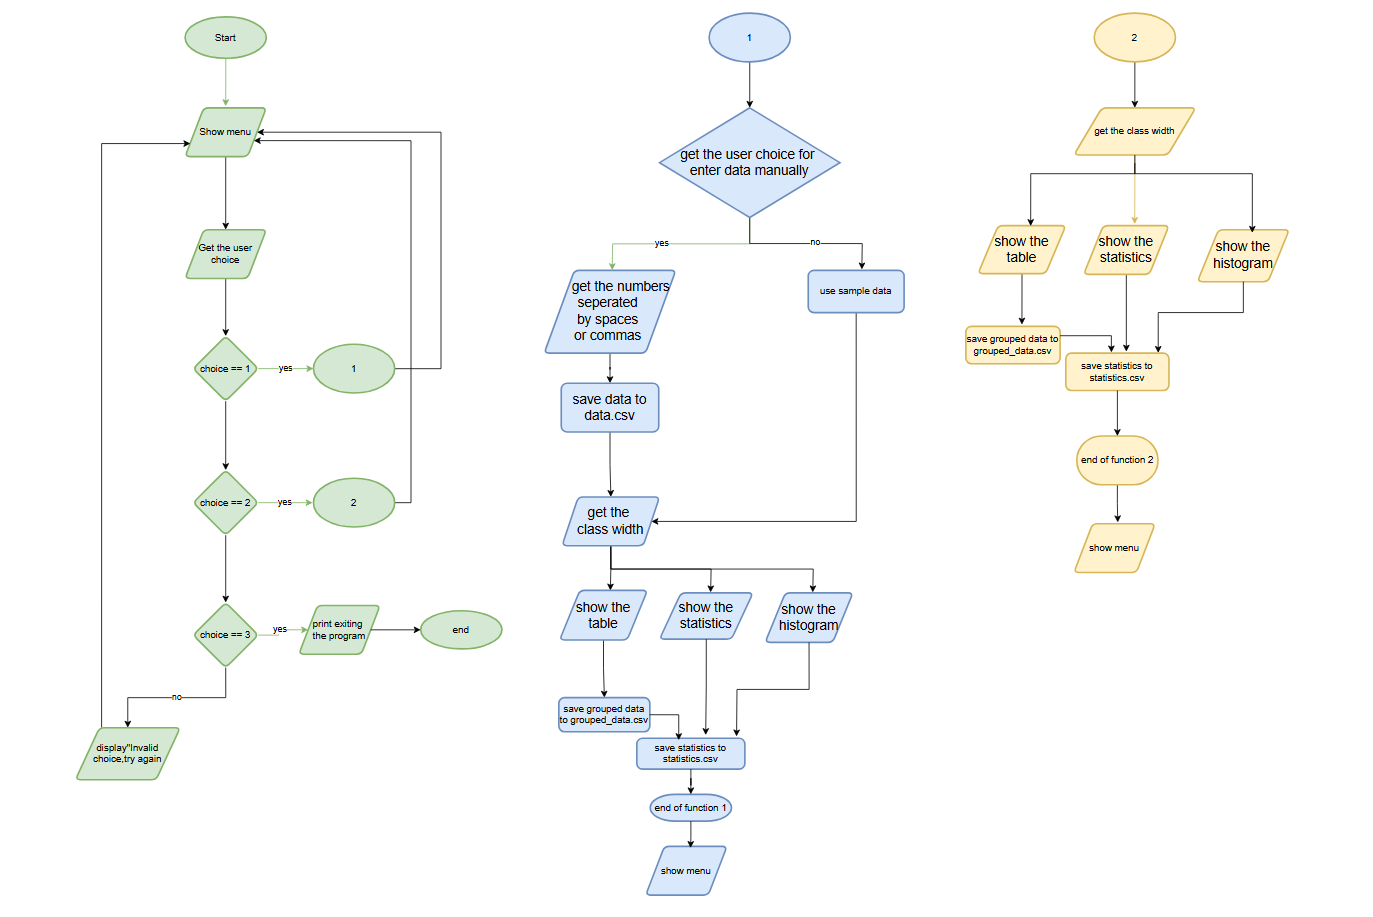 Start
Show menu
Get the user
choice
choice == 1
yes
1
choice == 2
yes
2
choice == 3
yes
print exiting
the program
end
no
display"Invalid
choice,try again
1
get the user choice for
enter data manually
yes
no
get the numbers
seperated
by spaces
or commas
use sample data
save data to
data.csv
get the
class width
show the
table
show the
statistics
show the
histogram
save grouped data
to grouped_data.csv
save statistics to
statistics.csv
end of function 1
show menu
2
get the class width
show the
table
show the
statistics
show the
histogram
save grouped data to
grouped_data.csv
save statistics to
statistics.csv
end of function 2
show menu